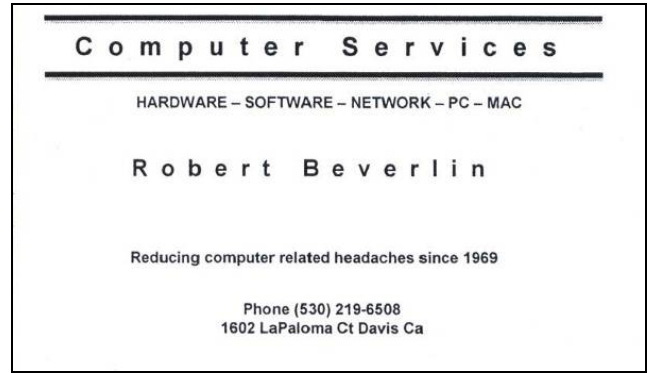 Computer Services
HARDWARE – SOFTWARE – NETWORK – PC – MAC
Robert Beverlin
Reducing computer related headaches since 1969
Phone (530) 219-6508
1602 LaPaloma Ct Davis Ca